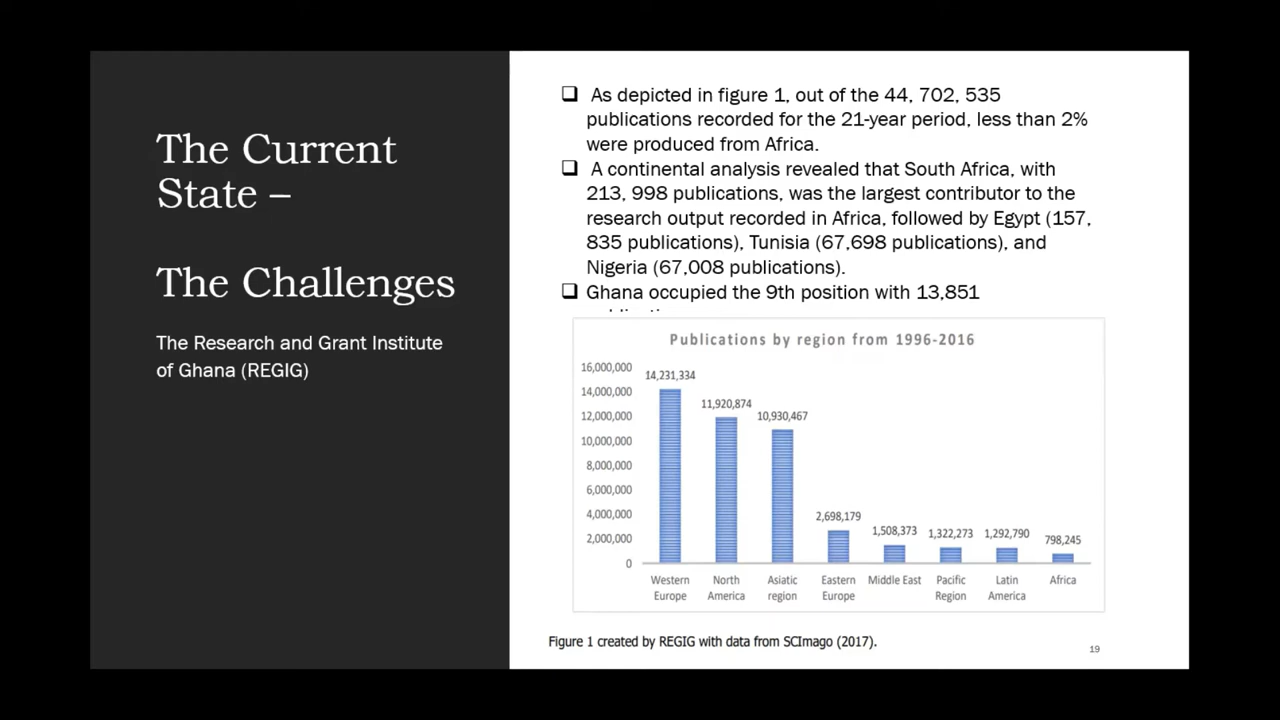 The Current
State –
The Challenges
The Research and Grant Institute
of Ghana (REGIG)
❑ As depicted in figure 1, out of the 44, 702, 535
publications recorded for the 21-year period, less than 2%
were produced from Africa.
❑ A continental analysis revealed that South Africa, with
213, 998 publications, was the largest contributor to the
research output recorded in Africa, followed by Egypt (157,
835 publications), Tunisia (67,698 publications), and
Nigeria (67,008 publications).
❑ Ghana occupied the 9th position with 13,851
Publications by region from 1996-2016
16,000,000
14,000,000
12,000,000
10,000,000
8,000,000
6,000,000
4,000,000
2,000,000
0
14,231,334
11,920,874
10,930,467
2,698,179
1,508,373
1,322,273
1,292,790
798,245
Western
Europe
North
America
Asiatic
region
Eastern
Europe
Middle East
Pacific
Region
Latin
America
Africa
Figure 1 created by REGIG with data from SCImago (2017).
19